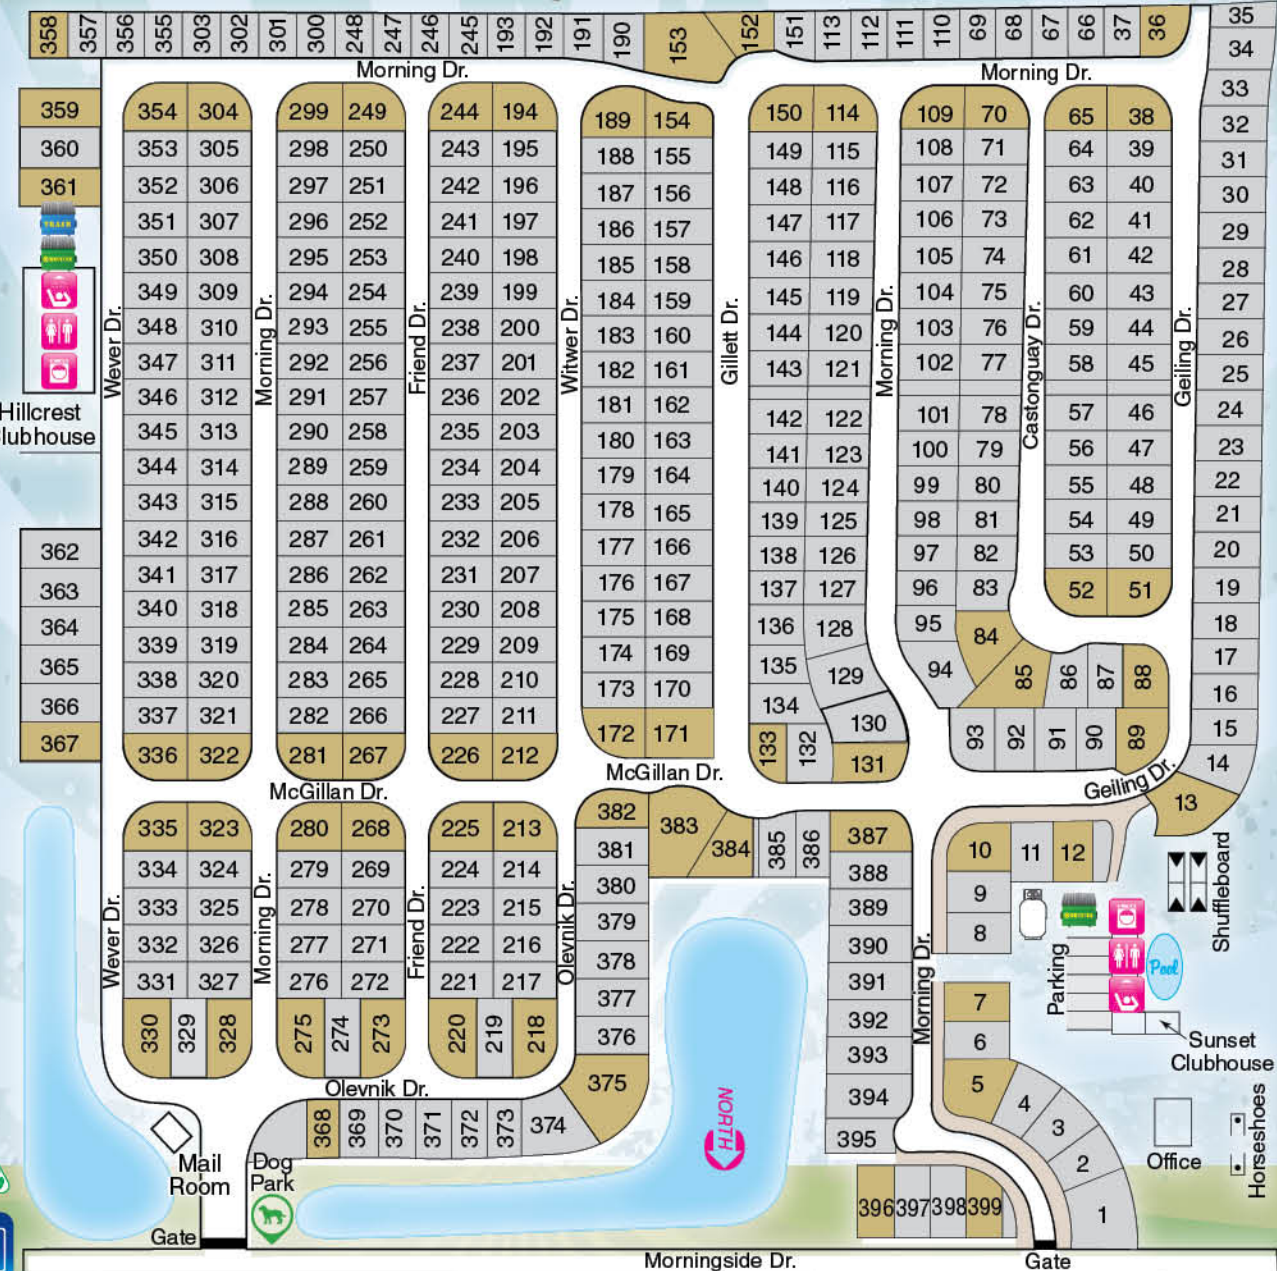 358 357 356 355 303 302 301 300 248 247 246 245 193 192 191 190 153 152 151 113 112 111 110 69 68 67 66 37 36 35
34
Morning Dr. Morning Dr.
33
359 354 304 299 249 244 194 189 154 150 114 109 70 65 38 32
360 353 305 298 250 243 195 188 155 149 115 108 71 64 39 31
361 352 306 297 251 242 196 187 156 148 116 107 72 63 40 30
351 307 296 252 241 197 186 157 147 117 106 73 62 41 29
350 308 295 253 240 198 185 158 146 118 105 74 61 42 28
349 309 294 254 239 199 184 159 145 119 104 75 60 43 27
348 310 293 255 238 200 183 160 144 120 103 76 59 44 26
347 311 292 256 237 201 182 161 143 121 102 77 58 45 25
Wever Dr. Morning Dr. Friend Dr. Witwer Dr. Gillett Dr. Morning Dr. Castonguay Dr. Geiling Dr.
346 312 291 257 236 202 181 162 142 122 101 78 57 46 24
Hillcrest
Clubhouse
345 313 290 258 235 203 180 163 141 123 100 79 56 47 23
344 314 289 259 234 204 179 164 140 124 99 80 55 48 22
343 315 288 260 233 205 178 165 139 125 98 81 54 49 21
362 342 316 287 261 232 206 177 166 138 126 97 82 53 50 20
363 341 317 286 262 231 207 176 167 137 127 96 83 52 51 19
364 340 318 285 263 230 208 175 168 136 128 95 84 18
365 339 319 284 264 229 209 174 169 135 129 94 85 86 87 88 17
366 338 320 283 265 228 210 173 170 134 130 16
337 321 282 266 227 211 15
367 336 322 281 267 226 212 172 171 133 132 131 93 92 91 90 89 14
McGillan Dr. McGillan Dr. Geiling Dr.
13
335 323 280 268 225 213 382 383 384 385 386 387 10 11 12
334 324 279 269 224 214 381 388 9
333 325 278 270 223 215 380 389 8
332 326 277 271 222 216 379 390
331 327 276 272 221 217 378 391
Wever Dr. Morning Dr. Friend Dr. Olevnik Dr. Morning Dr. Parking Pool Shuffleboard
377 392 7
330 329 328 275 274 273 220 219 218 376 393 6
Sunset
Clubhouse
Olevnik Dr. 375 394 5
368 369 370 371 372 373 374 395 4 3 2 1
NORTH
Mail
Room
Dog
Park
Office
Horseshoes
396 397 398 399
Gate
Morningside Dr. Gate